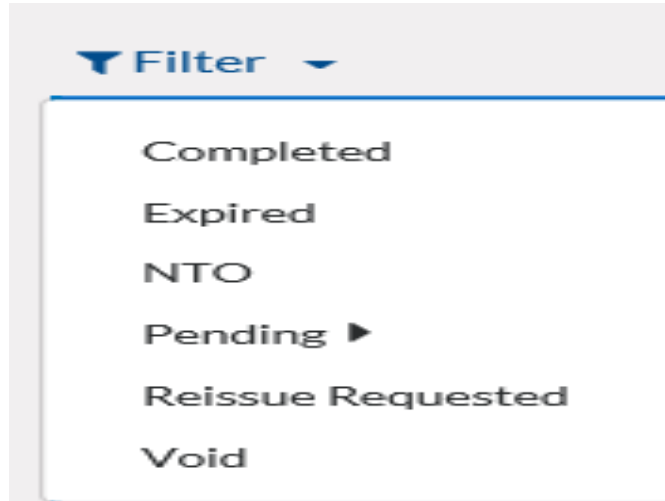 Filter
Completed
Expired
NTO
Pending
Reissue Requested
Void